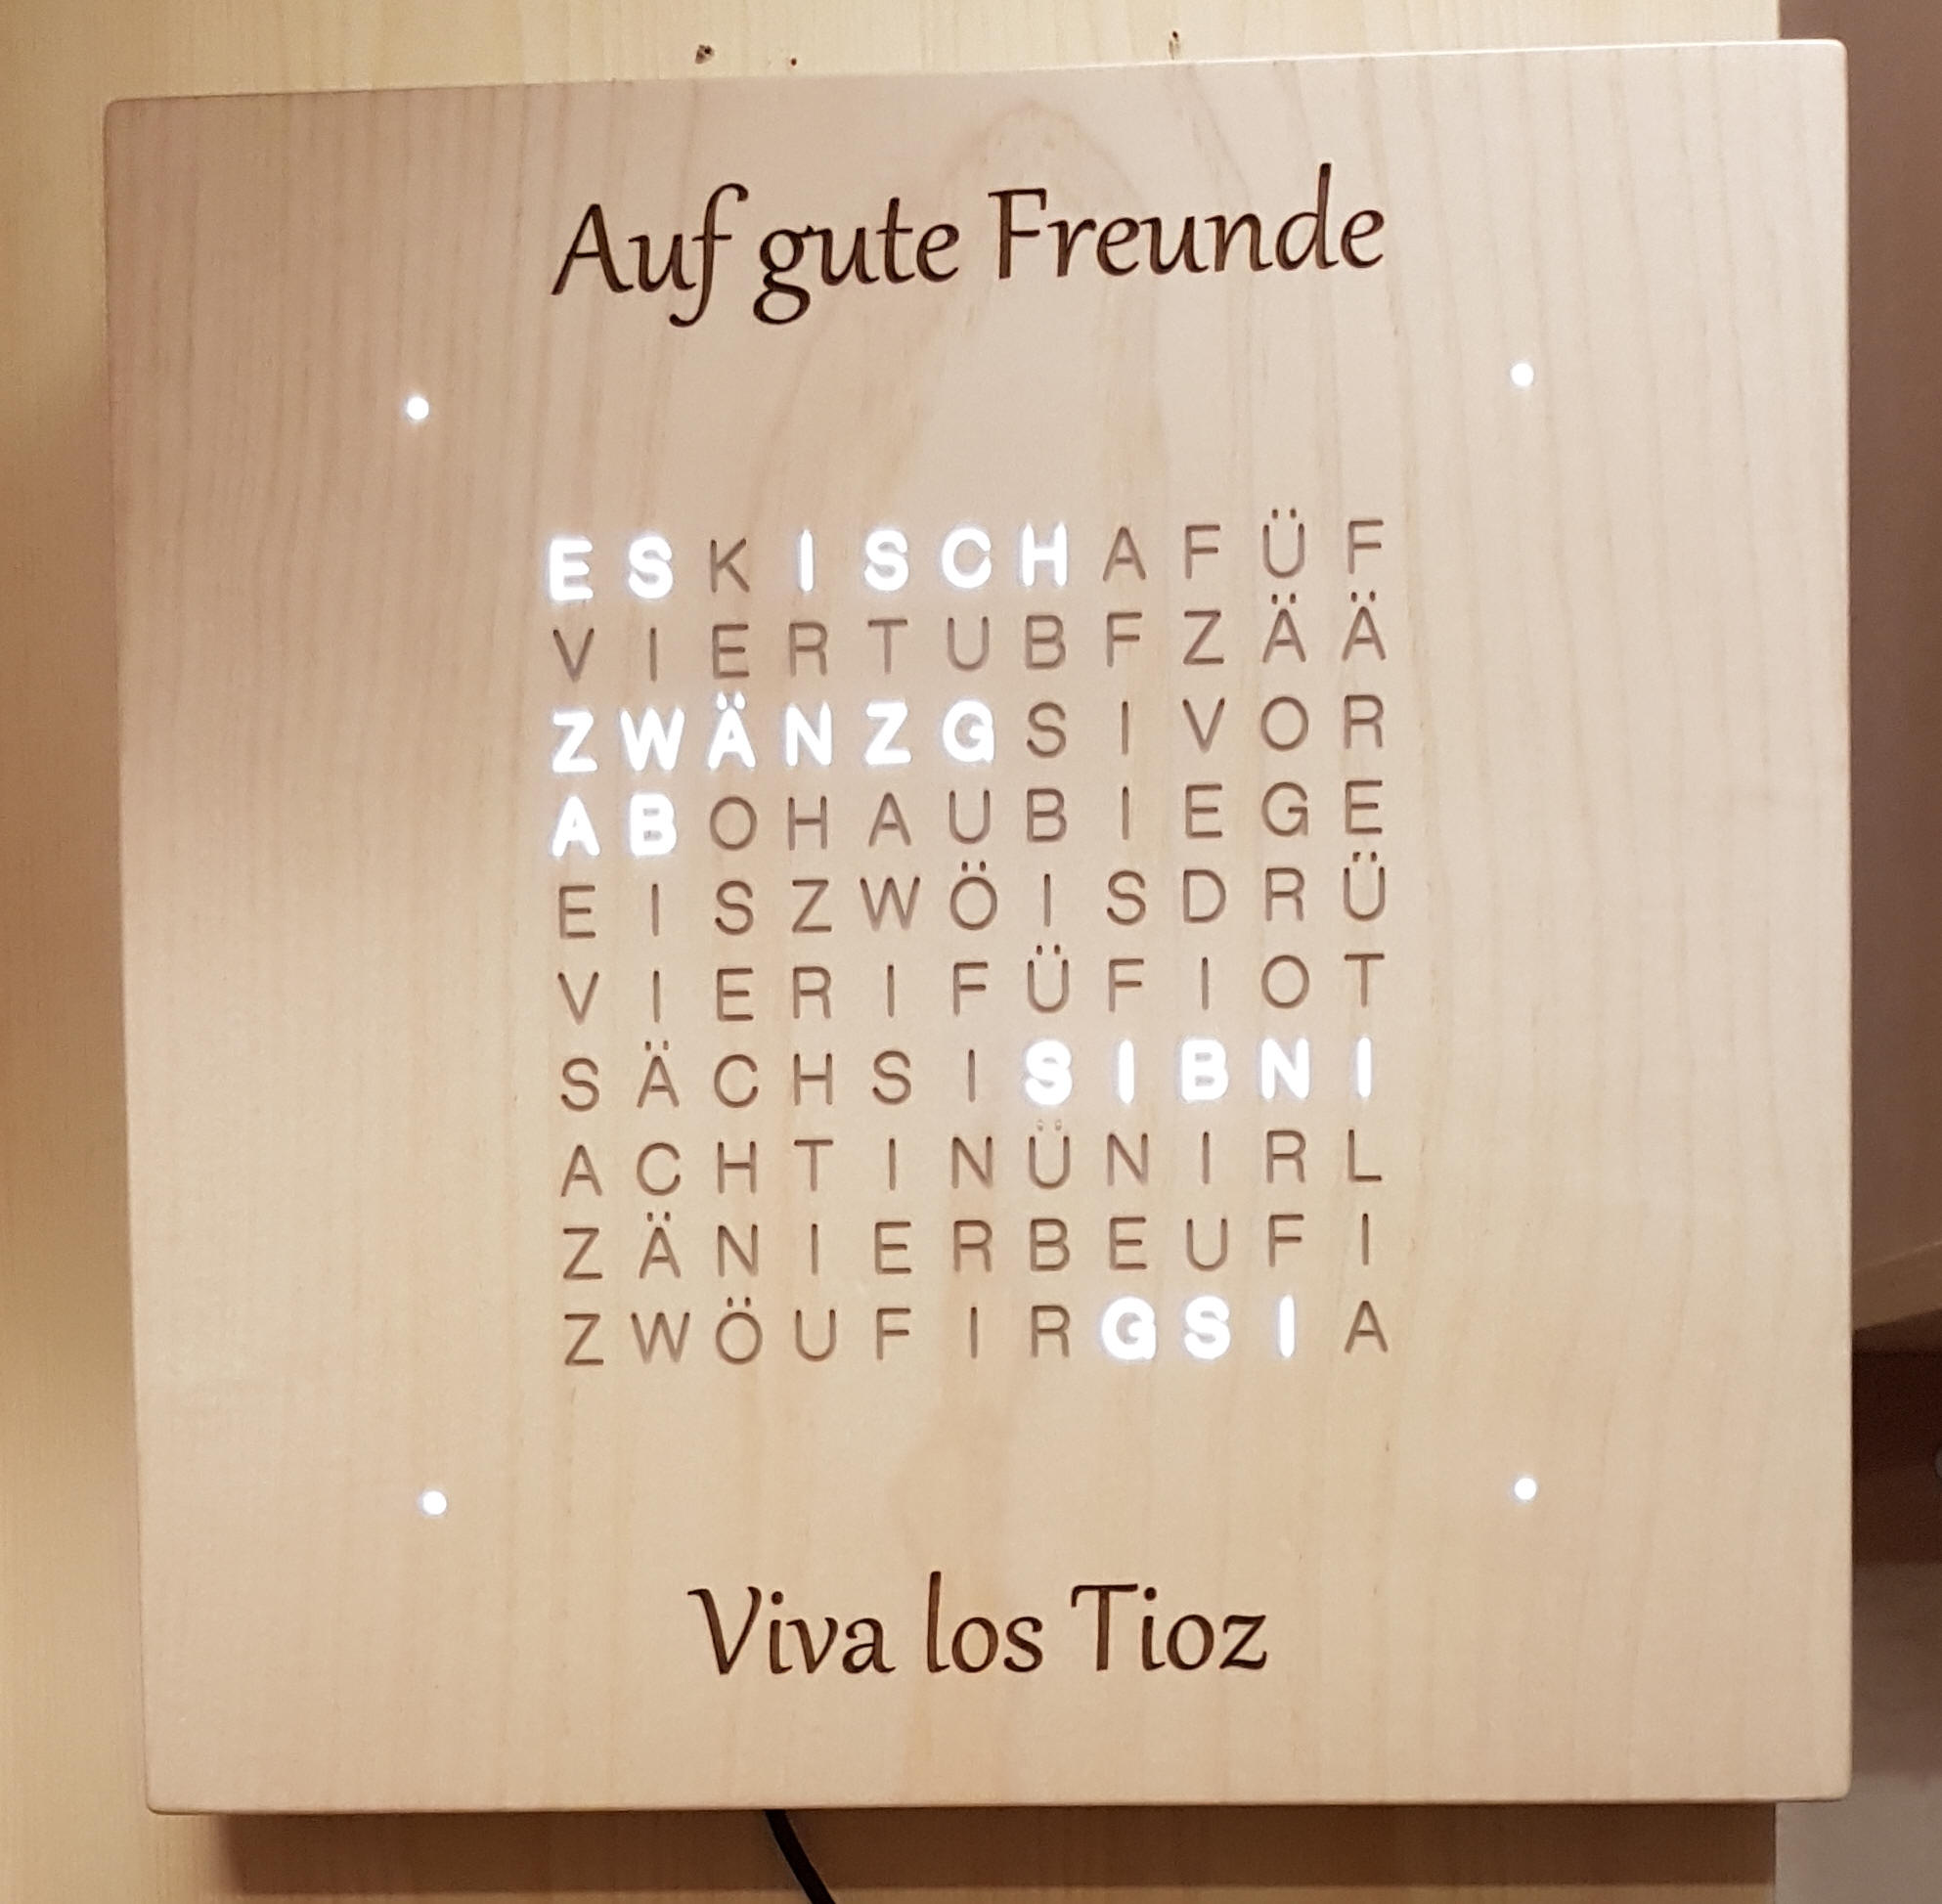 Auf gute Freunde
ESKISCHAFÜF
VIERTUBFZÄÄ
ZWÄNZGSIVOR
ABOHAUBIEGE
EISZWÖISDRÜ
VIERIFÜFIOT
SÄCHSISIBNI
ACHTINÜNIRL
ZÄNIERBEUFI
ZWÖUFIRGSIA
Viva los Tioz